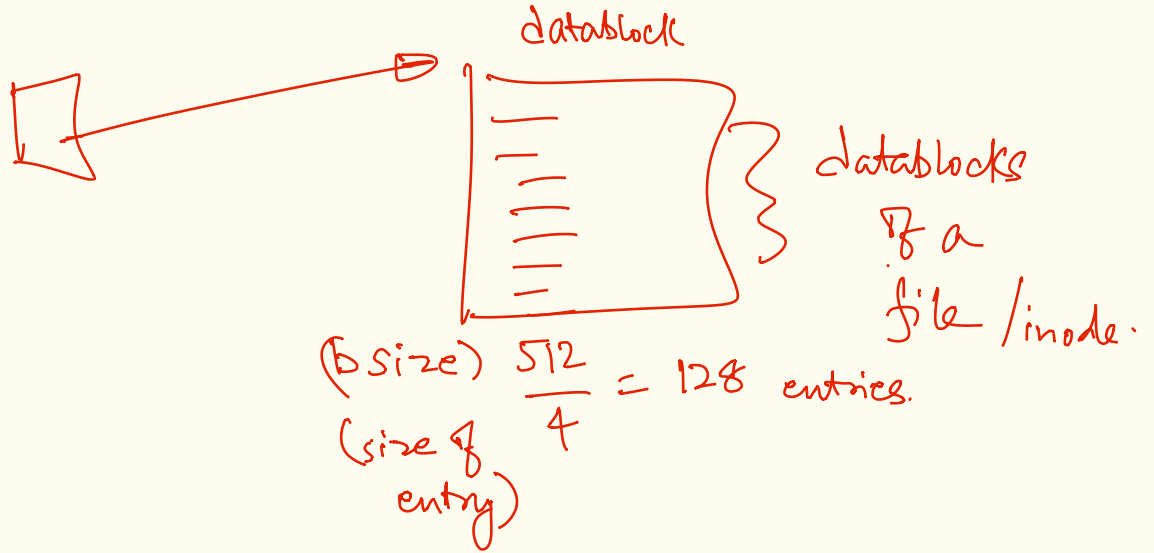 datablock
datablocks
of a
file/inode.
(bsize) 512/4 = 128 entries.
(size of
entry)